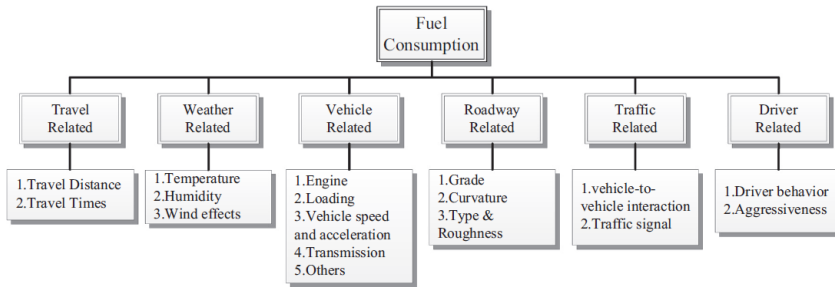 Fuel
Consumption
Travel
Related
Weather
Related
Vehicle
Related
Roadway
Related
Traffic
Related
Driver
Related
1.Travel Distance
2.Travel Times
1.Temperature
2.Humidity
3.Wind effects
1.Engine
2.Loading
3.Vehicle speed
and acceleration
4.Transmission
5.Others
1.Grade
2.Curvature
3.Type &
Roughness
1.vehicle-to-
vehicle interaction
2.Traffic signal
1.Driver behavior
2.Aggressiveness